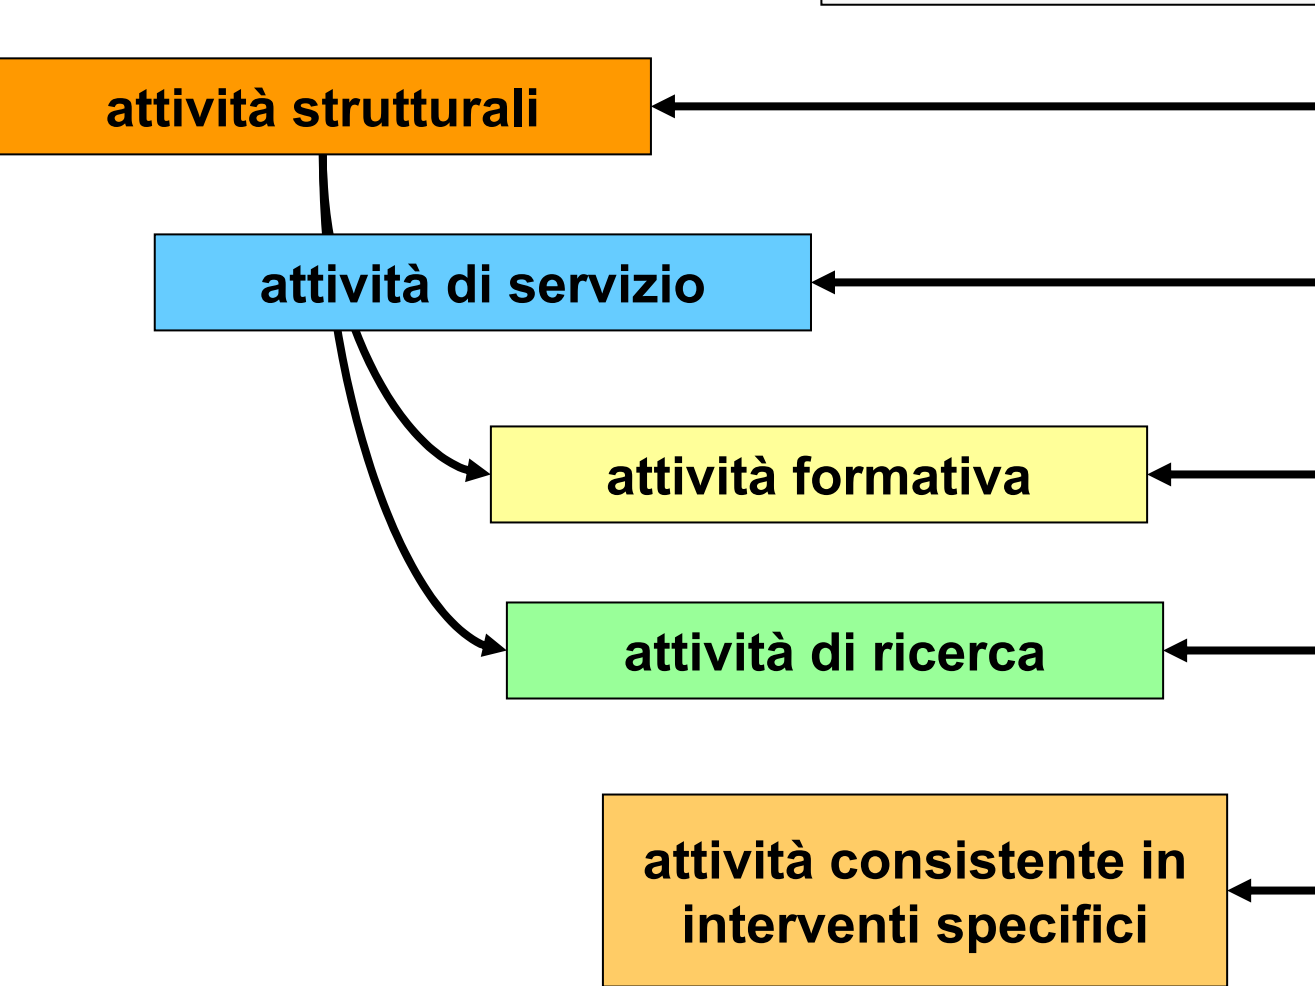 attività strutturali
attività di servizio
attività formativa
attività di ricerca
attività consistente in
interventi specifici